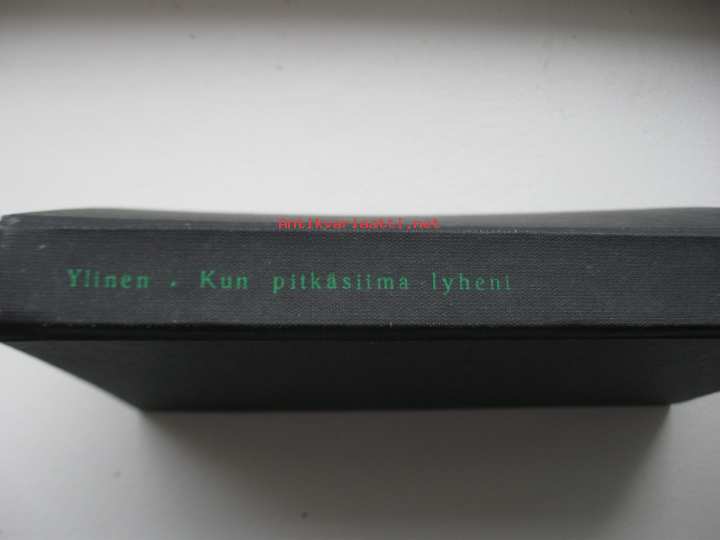 antikvariaatti.net
Ylinen . Kun pitkäsiima lyheni